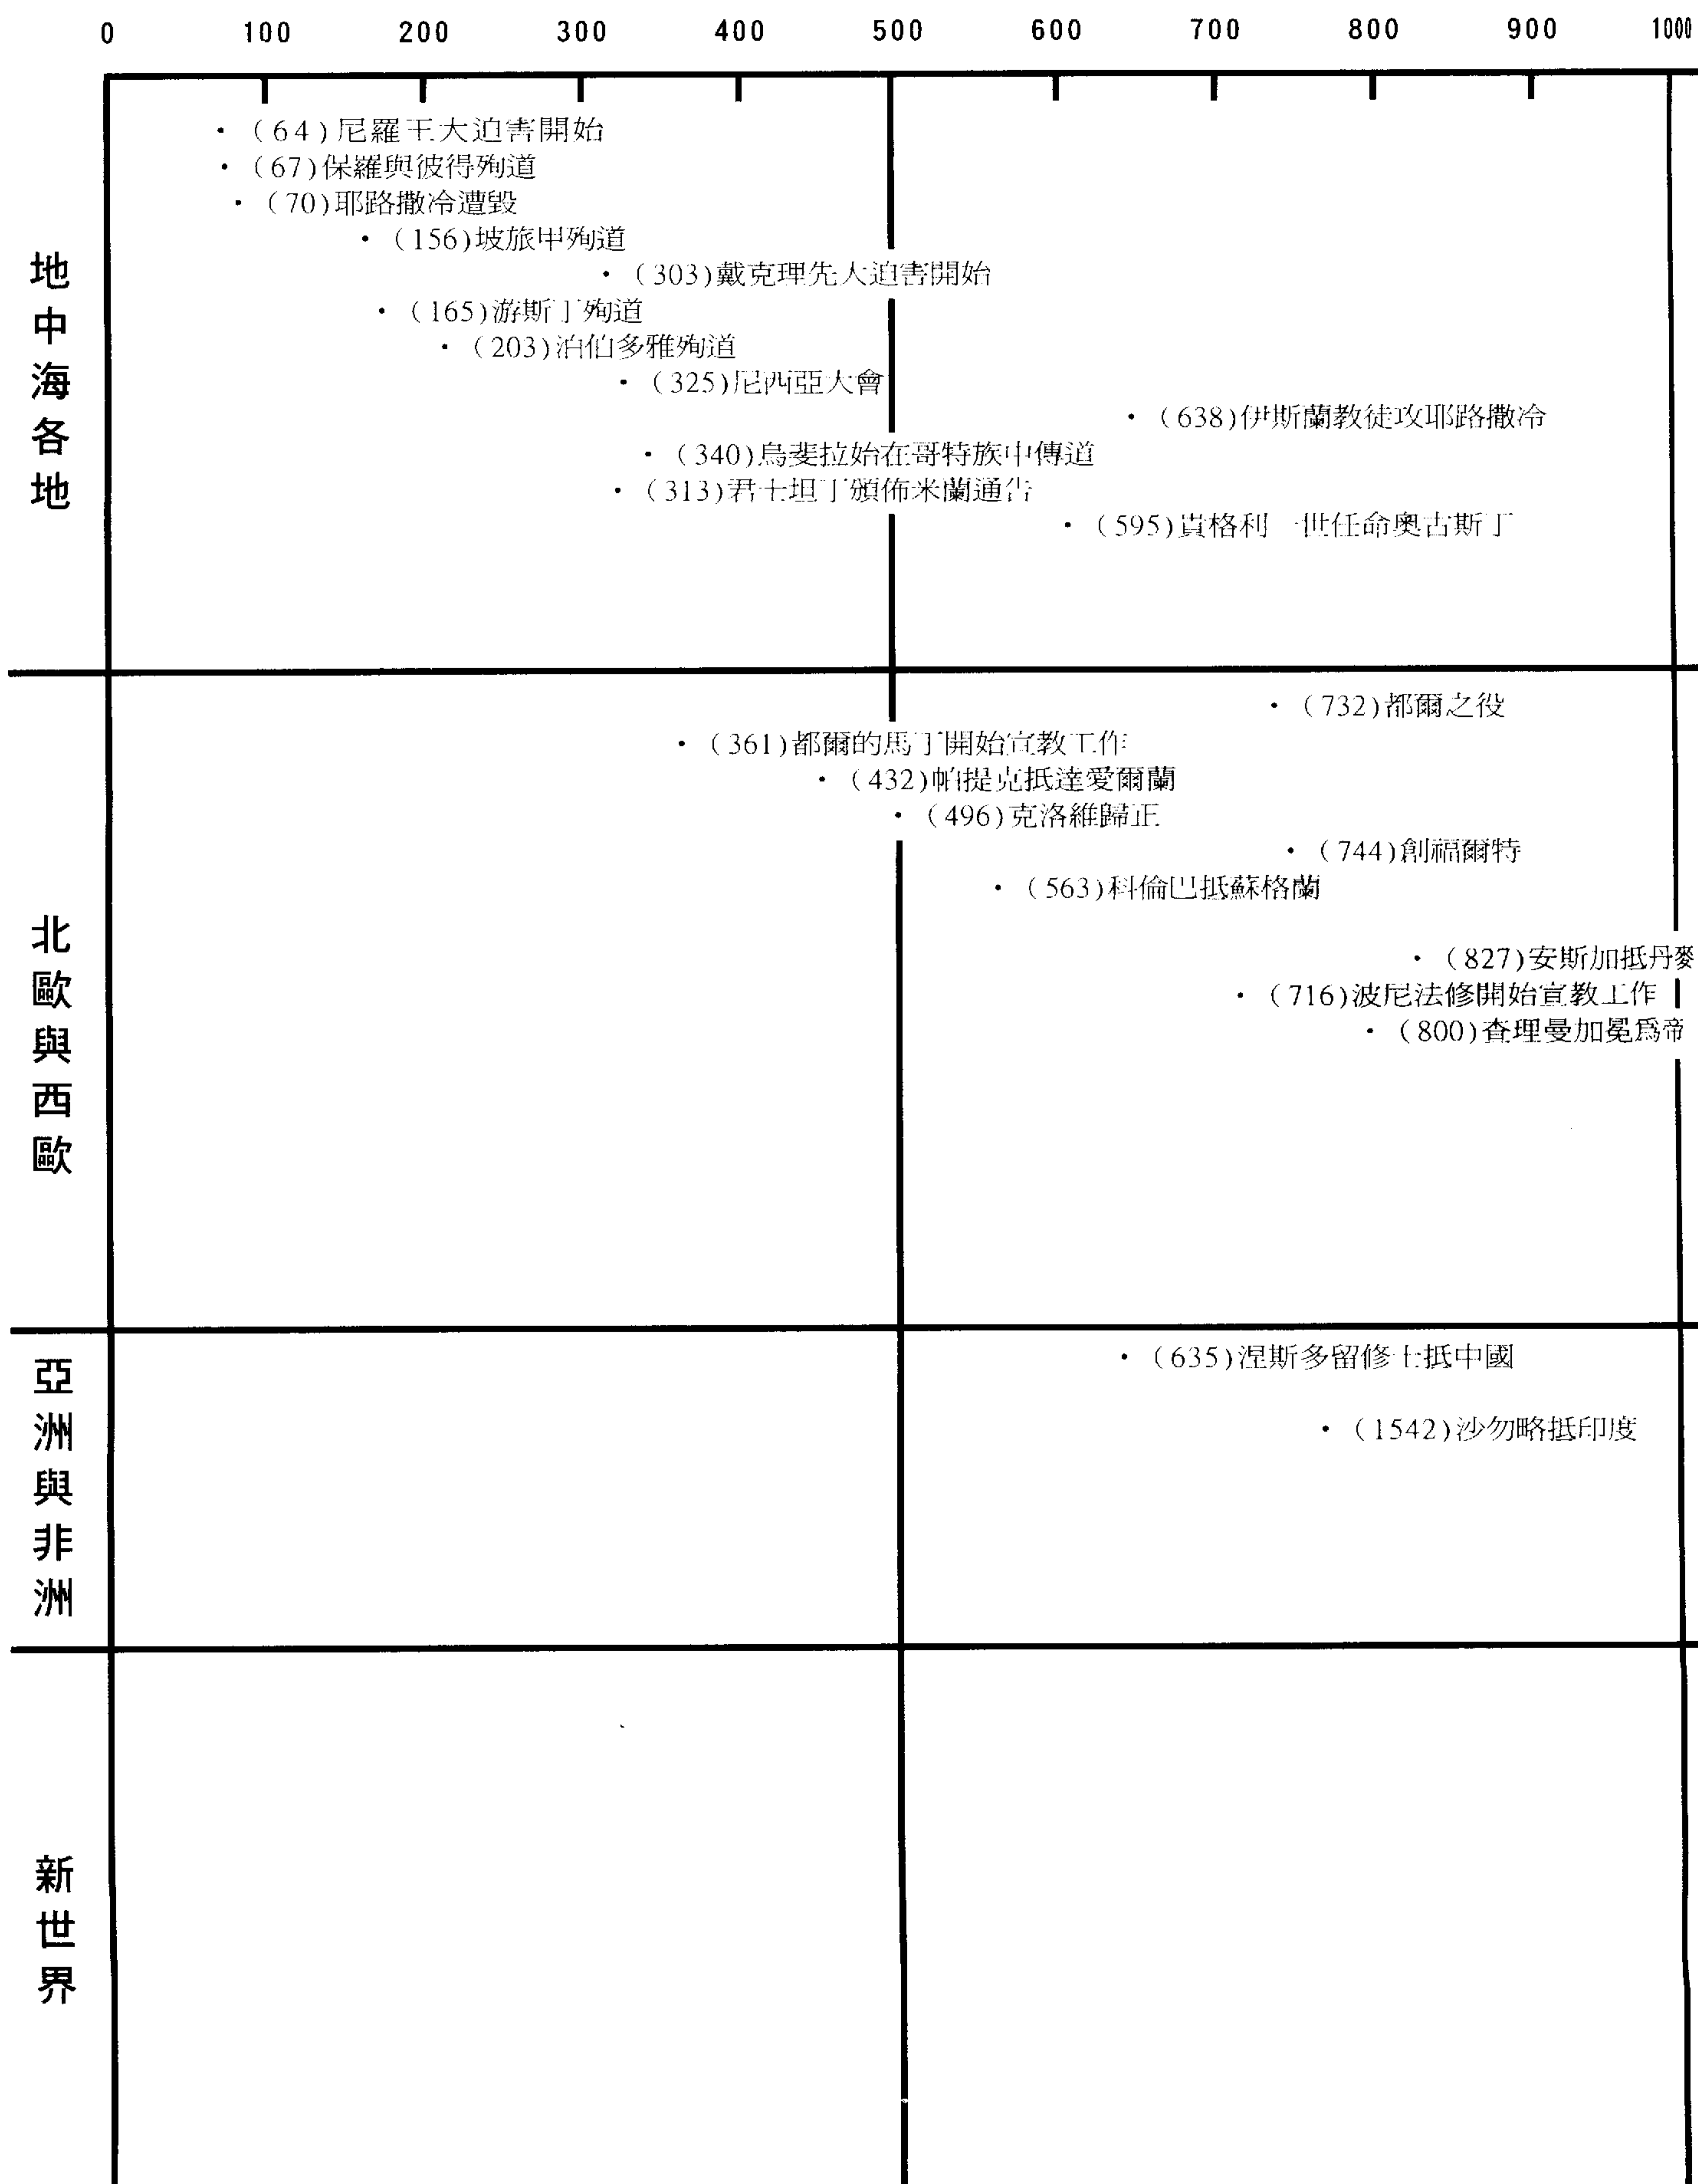 0 100 200 300 400 500 600 700 800 900 1000
地中海各地
・(64)尼羅王大迫害開始
・(67)保羅與彼得殉道
・(70)耶路撒冷遭毀
・(156)坡旅甲殉道
・(303)戴克理先大迫害開始
・(165)游斯丁殉道
・(203)泊伯多雅殉道
・(325)尼西亞大會
・(638)伊斯蘭教徒攻耶路撒冷
・(340)烏斐拉始在哥特族中傳道
・(313)君士坦丁頒佈米蘭通告
・(595)貴格利一世任命奧古斯丁
北歐與西歐
・(732)都爾之役
・(361)都爾的馬丁開始宣教工作
・(432)帕提克抵達愛爾蘭
・(496)克洛維歸正
・(744)創福爾特
・(563)科倫巴抵蘇格蘭
・(827)安斯加抵丹麥
・(716)波尼法修開始宣教工作
・(800)查理曼加冕爲帝
亞洲與非洲
・(635)涅斯多留修士抵中國
・(1542)沙勿略抵印度
新世界